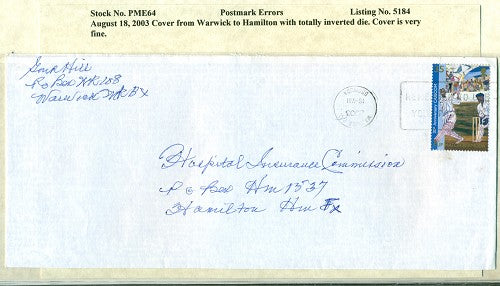 Stock No. PME64 Postmark Errors Listing No. 5184
August 18, 2003 Cover from Warwick to Hamilton with totally inverted die. Cover is very
fine.
Hill
P.O Box WK 208
Warwick WK BX
Hospital Insurance Commission
P O Box Hm 1537
Hamilton Hm Fx